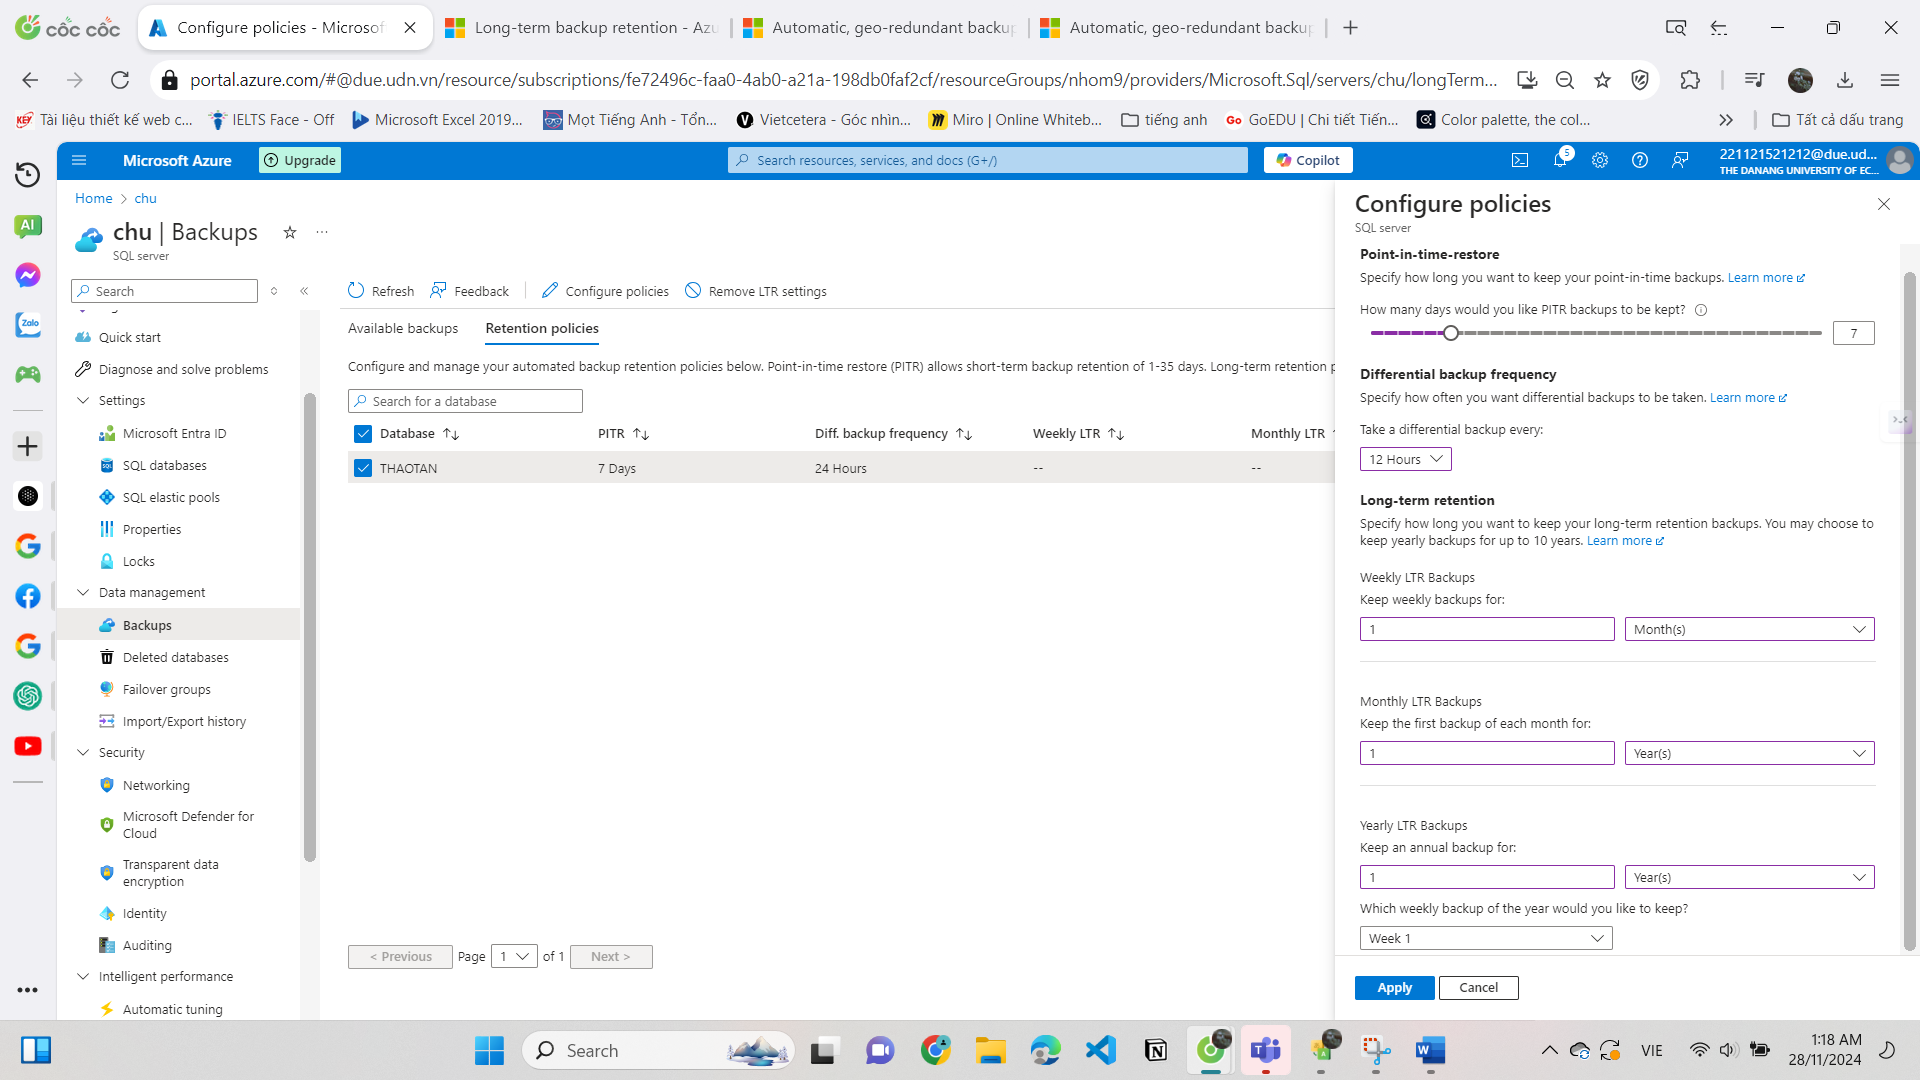 cốc cốc
Configure policies - Microsof
Long-term backup retention - Azu
Automatic, geo-redundant backup
Automatic, geo-redundant backup
portal.azure.com/#@due.udn.vn/resource/subscriptions/fe72496c-faa0-4ab0-a21a-198db0faf2cf/resourceGroups/nhom9/providers/Microsoft.Sql/servers/chu/longTerm...
KEY Tài liệu thiết kế web c...
IELTS Face - Off
Microsoft Excel 2019...
Mọt Tiếng Anh - Tổn...
Vietcetera - Góc nhìn...
Miro | Online Whiteb...
tiếng anh
Go GoEDU | Chi tiết Tiến...
Color palette, the col...
Tất cả dấu trang
Microsoft Azure
Upgrade
Search resources, services, and docs (G+/)
Copilot
5
221121521212@due.ud...
THE DANANG UNIVERSITY OF EC...
AI
Zalo
Home > chu
chu | Backups
SQL server
Search
Quick start
Diagnose and solve problems
Settings
Microsoft Entra ID
SQL databases
SQL elastic pools
Properties
Locks
Data management
Backups
Deleted databases
Failover groups
Import/Export history
Security
Networking
Microsoft Defender for
Cloud
Transparent data
encryption
Identity
Auditing
Intelligent performance
Automatic tuning
Refresh
Feedback
Configure policies
Remove LTR settings
Available backups
Retention policies
Configure and manage your automated backup retention policies below. Point-in-time restore (PITR) allows short-term backup retention of 1-35 days. Long-term retention p
Search for a database
Database
PITR
Diff. backup frequency
Weekly LTR
Monthly LTR
THAOTAN
7 Days
24 Hours
--
--
< Previous
Page
1
of 1
Next >
Configure policies
SQL server
Point-in-time-restore
Specify how long you want to keep your point-in-time backups. Learn more
How many days would you like PITR backups to be kept?
7
Differential backup frequency
Specify how often you want differential backups to be taken. Learn more
Take a differential backup every:
12 Hours
Long-term retention
Specify how long you want to keep your long-term retention backups. You may choose to
keep yearly backups for up to 10 years. Learn more
Weekly LTR Backups
Keep weekly backups for:
1
Month(s)
Monthly LTR Backups
Keep the first backup of each month for:
1
Year(s)
Yearly LTR Backups
Keep an annual backup for:
1
Year(s)
Which weekly backup of the year would you like to keep?
Week 1
Apply
Cancel
Search
VIE
1:18 AM
28/11/2024